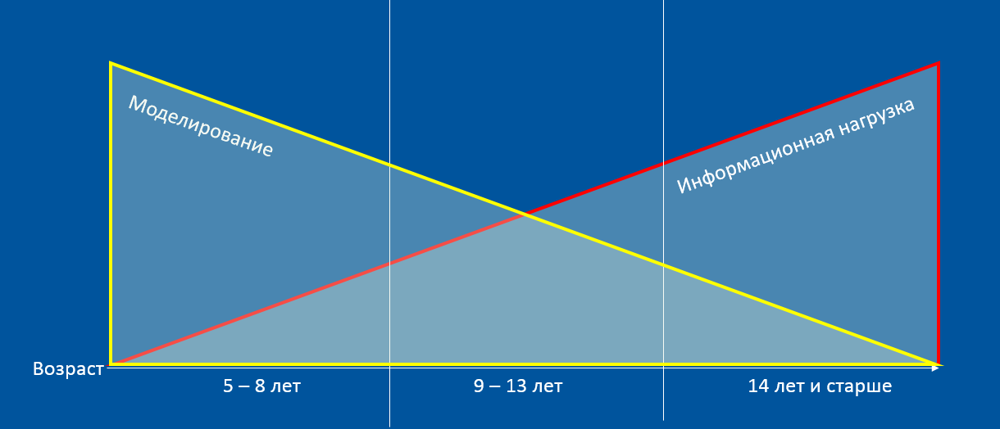 Моделирование
Информационная нагрузка
Возраст
5 – 8 лет
9 – 13 лет
14 лет и старше